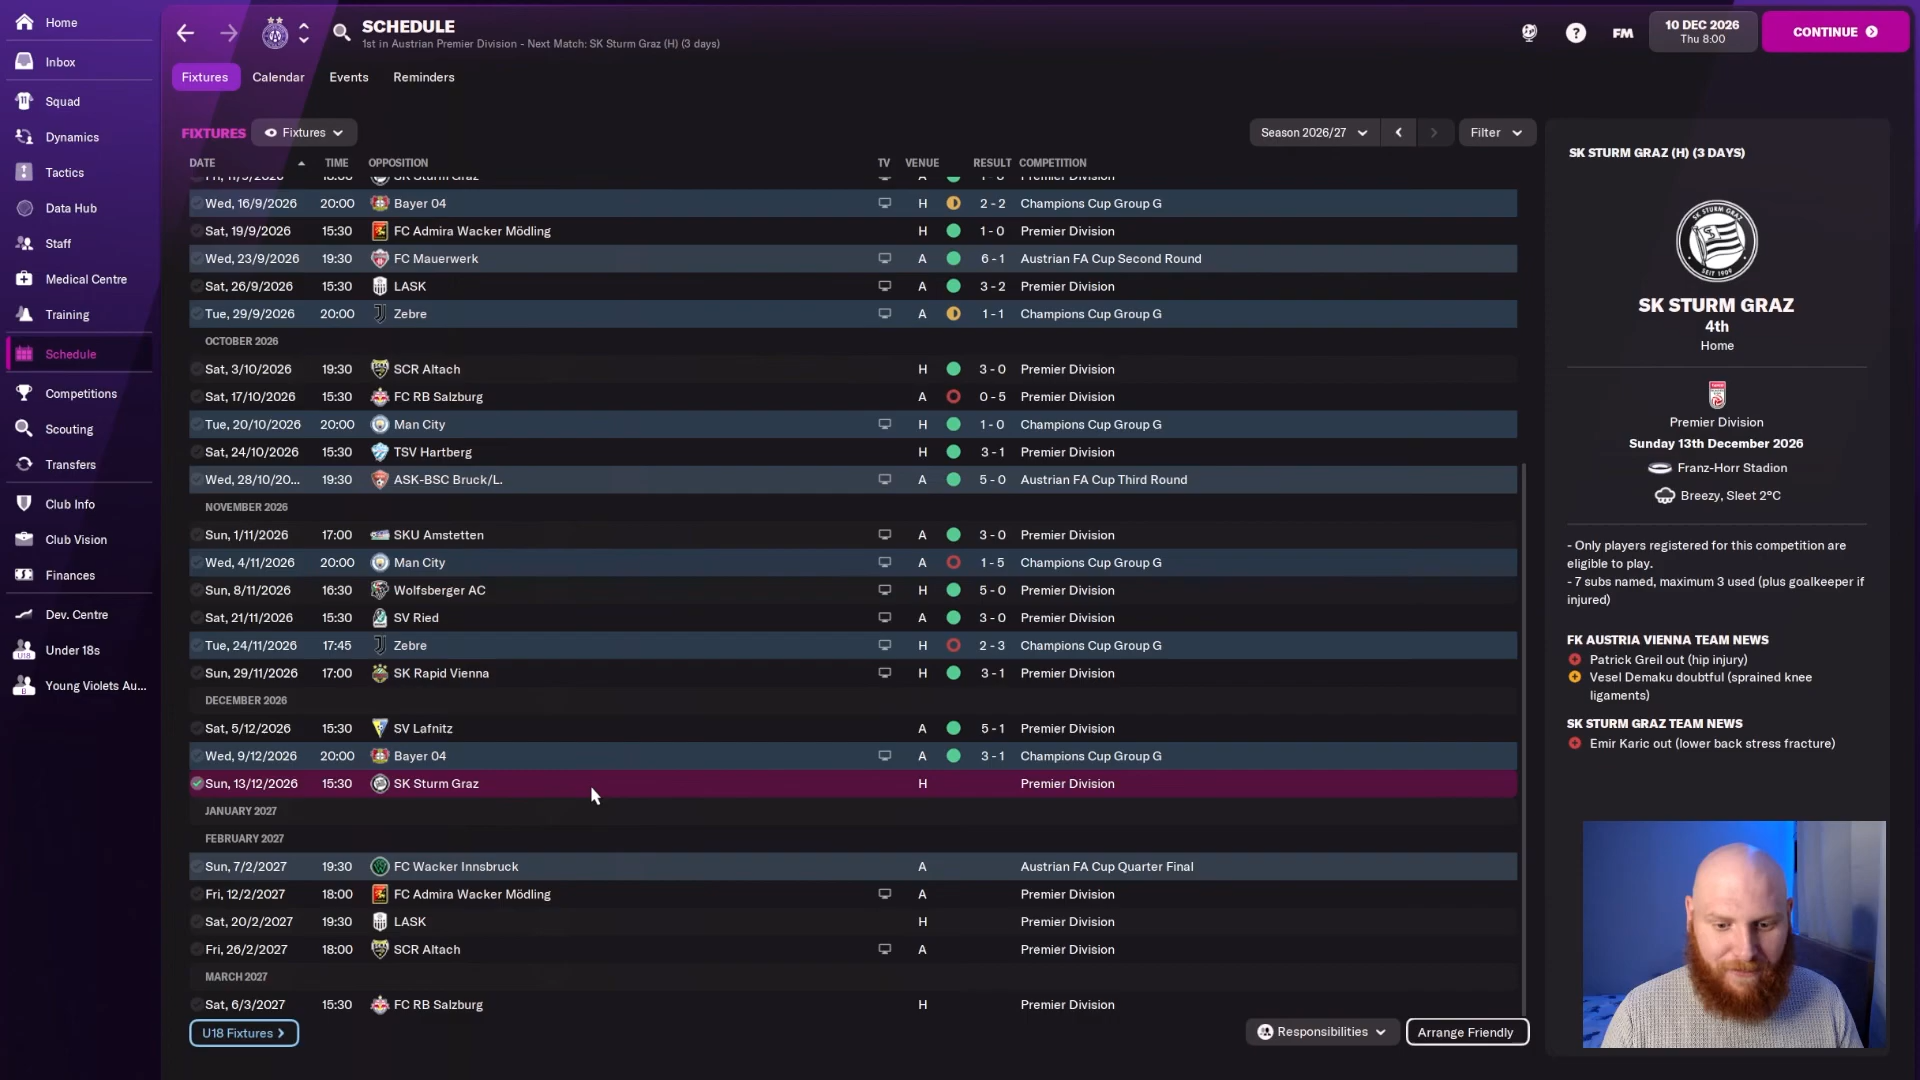 Home
Inbox
Squad
Dynamics
Tactics
Data Hub
Staff
Medical Centre
Training
Schedule
Competitions
Scouting
Transfers
Club Info
Club Vision
Finances
Dev. Centre
Under 18s
Young Violets Au...
SCHEDULE
1st in Austrian Premier Division - Next Match: SK Sturm Graz (H) (3 days)
FM
10 DEC 2026
Thu 8:00
CONTINUE
Fixtures Calendar Events Reminders
FIXTURES Fixtures Season 2026/27 Filter
DATE TIME OPPOSITION TV VENUE RESULT COMPETITION
SK Sturm Graz A Premier Division
Wed, 16/9/2026 20:00 Bayer 04 H 2 - 2 Champions Cup Group G
Sat, 19/9/2026 15:30 FC Admira Wacker Mödling H 1 - 0 Premier Division
Wed, 23/9/2026 19:30 FC Mauerwerk A 6 - 1 Austrian FA Cup Second Round
Sat, 26/9/2026 15:30 LASK A 3 - 2 Premier Division
Tue, 29/9/2026 20:00 Zebre A 1 - 1 Champions Cup Group G
OCTOBER 2026
Sat, 3/10/2026 19:30 SCR Altach H 3 - 0 Premier Division
Sat, 17/10/2026 15:30 FC RB Salzburg A 0 - 5 Premier Division
Tue, 20/10/2026 20:00 Man City H 1 - 0 Champions Cup Group G
Sat, 24/10/2026 15:30 TSV Hartberg H 3 - 1 Premier Division
Wed, 28/10/20... 19:30 ASK-BSC Bruck/L. A 5 - 0 Austrian FA Cup Third Round
NOVEMBER 2026
Sun, 1/11/2026 17:00 SKU Amstetten A 3 - 0 Premier Division
Wed, 4/11/2026 20:00 Man City A 1 - 5 Champions Cup Group G
Sun, 8/11/2026 16:30 Wolfsberger AC H 5 - 0 Premier Division
Sat, 21/11/2026 15:30 SV Ried A 3 - 0 Premier Division
Tue, 24/11/2026 17:45 Zebre H 2 - 3 Champions Cup Group G
Sun, 29/11/2026 17:00 SK Rapid Vienna H 3 - 1 Premier Division
DECEMBER 2026
Sat, 5/12/2026 15:30 SV Lafnitz A 5 - 1 Premier Division
Wed, 9/12/2026 20:00 Bayer 04 A 3 - 1 Champions Cup Group G
Sun, 13/12/2026 15:30 SK Sturm Graz H Premier Division
JANUARY 2027
FEBRUARY 2027
Sun, 7/2/2027 19:30 FC Wacker Innsbruck A Austrian FA Cup Quarter Final
Fri, 12/2/2027 18:00 FC Admira Wacker Mödling A Premier Division
Sat, 20/2/2027 19:30 LASK H Premier Division
Fri, 26/2/2027 18:00 SCR Altach A Premier Division
MARCH 2027
Sat, 6/3/2027 15:30 FC RB Salzburg H Premier Division
U18 Fixtures Responsibilities Arrange Friendly
SK STURM GRAZ (H) (3 DAYS)
SK STURM GRAZ
SEIT 1909
SK STURM GRAZ
4th
Home
Premier Division
Sunday 13th December 2026
Franz-Horr Stadion
Breezy, Sleet 2°C
- Only players registered for this competition are
eligible to play.
- 7 subs named, maximum 3 used (plus goalkeeper if
injured)
FK AUSTRIA VIENNA TEAM NEWS
Patrick Greil out (hip injury)
Vesel Demaku doubtful (sprained knee
ligaments)
SK STURM GRAZ TEAM NEWS
Emir Karic out (lower back stress fracture)